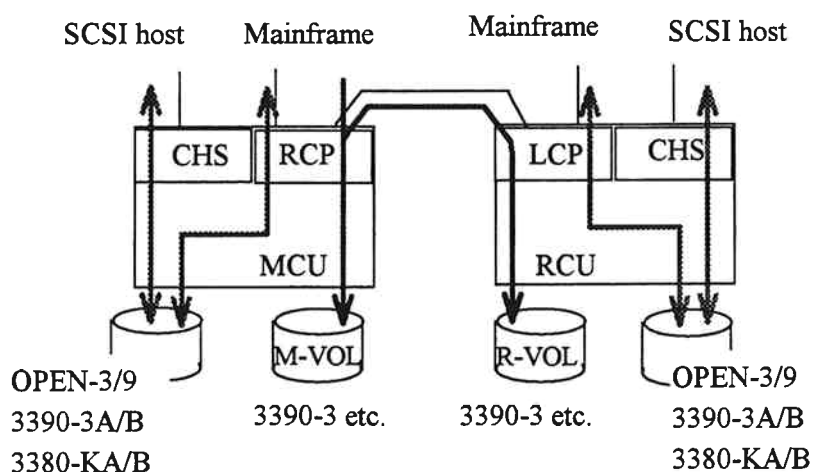 SCSI host Mainframe Mainframe SCSI host
CHS RCP LCP CHS
MCU RCU
M-VOL R-VOL
OPEN-3/9 OPEN-3/9
3390-3A/B 3390-3 etc. 3390-3 etc. 3390-3A/B
3380-KA/B 3380-KA/B